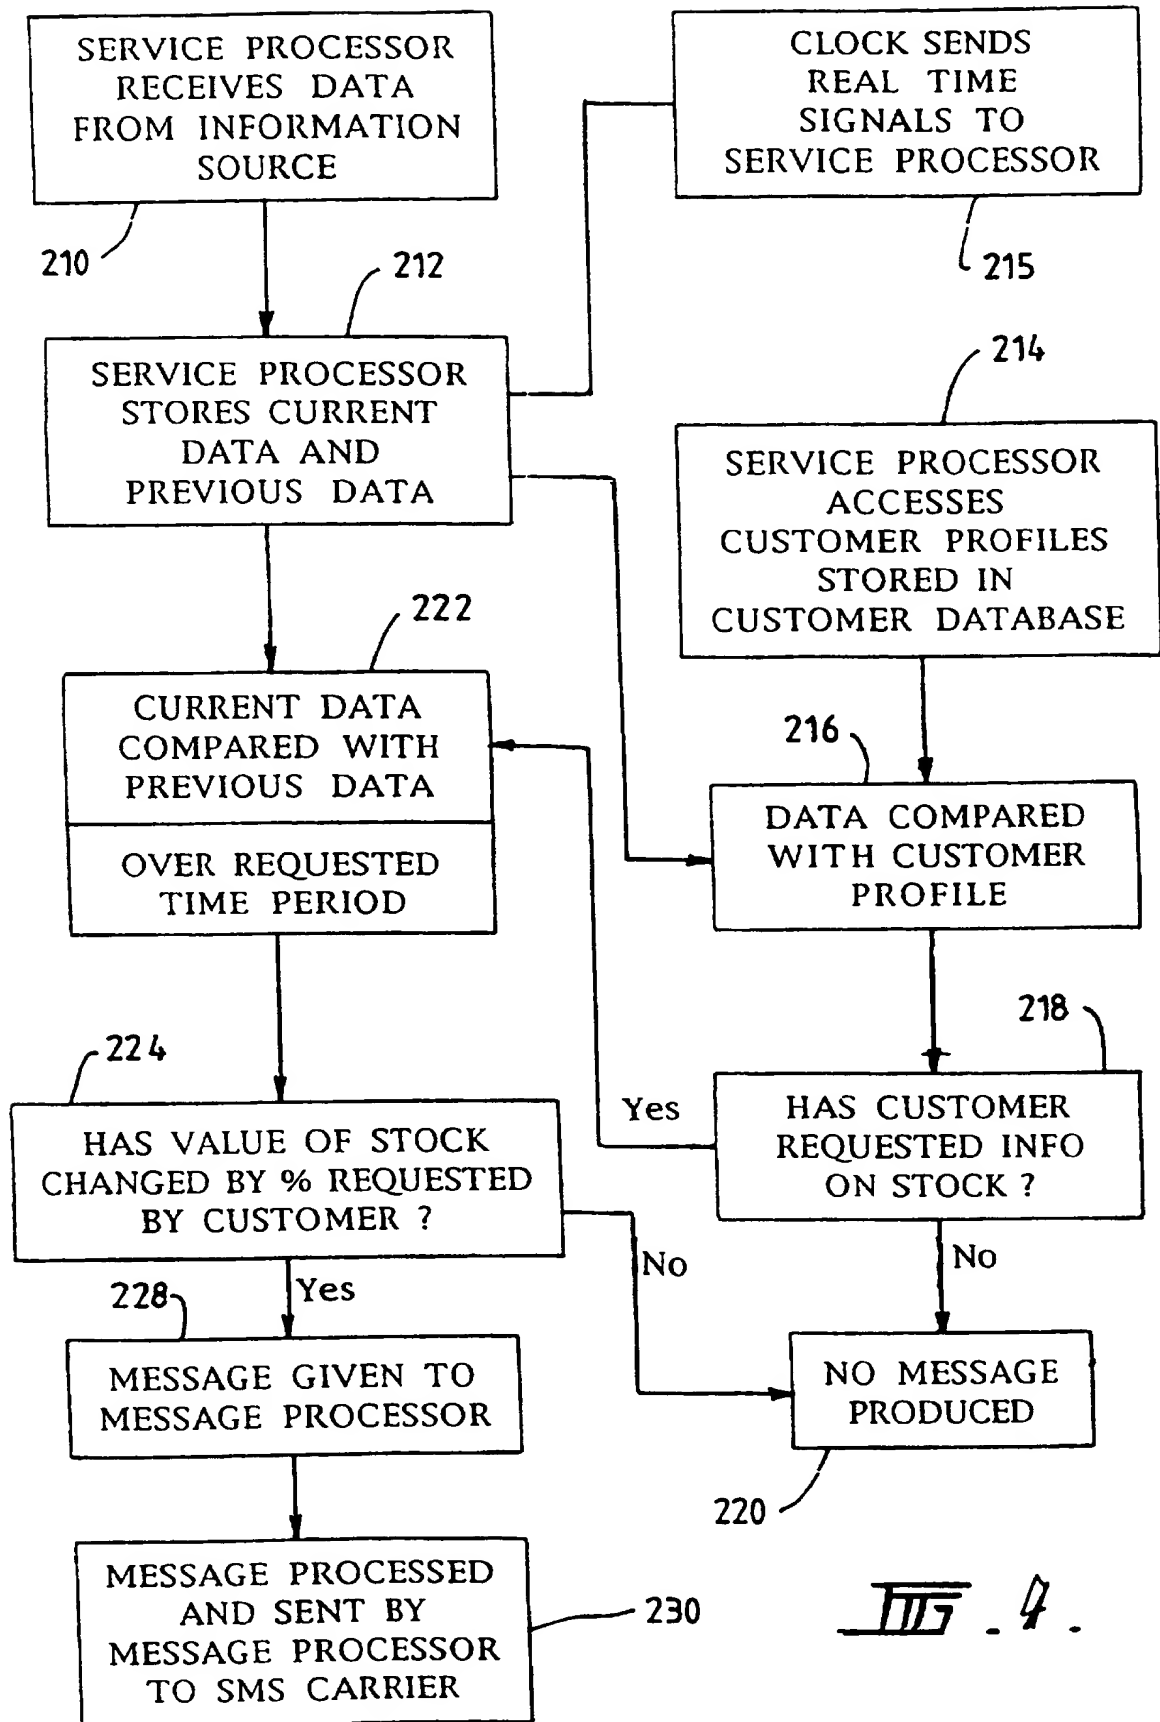 SERVICE PROCESSOR
RECEIVES DATA
FROM INFORMATION
SOURCE
210
CLOCK SENDS
REAL TIME
SIGNALS TO
SERVICE PROCESSOR
215
212
SERVICE PROCESSOR
STORES CURRENT
DATA AND
PREVIOUS DATA
214
SERVICE PROCESSOR
ACCESSES
CUSTOMER PROFILES
STORED IN
CUSTOMER DATABASE
222
CURRENT DATA
COMPARED WITH
PREVIOUS DATA
OVER REQUESTED
TIME PERIOD
216
DATA COMPARED
WITH CUSTOMER
PROFILE
218
HAS CUSTOMER
REQUESTED INFO
ON STOCK ?
Yes
No
224
HAS VALUE OF STOCK
CHANGED BY % REQUESTED
BY CUSTOMER ?
No
Yes
228
MESSAGE GIVEN TO
MESSAGE PROCESSOR
NO MESSAGE
PRODUCED
220
MESSAGE PROCESSED
AND SENT BY
MESSAGE PROCESSOR
TO SMS CARRIER
230
FIG. 4.